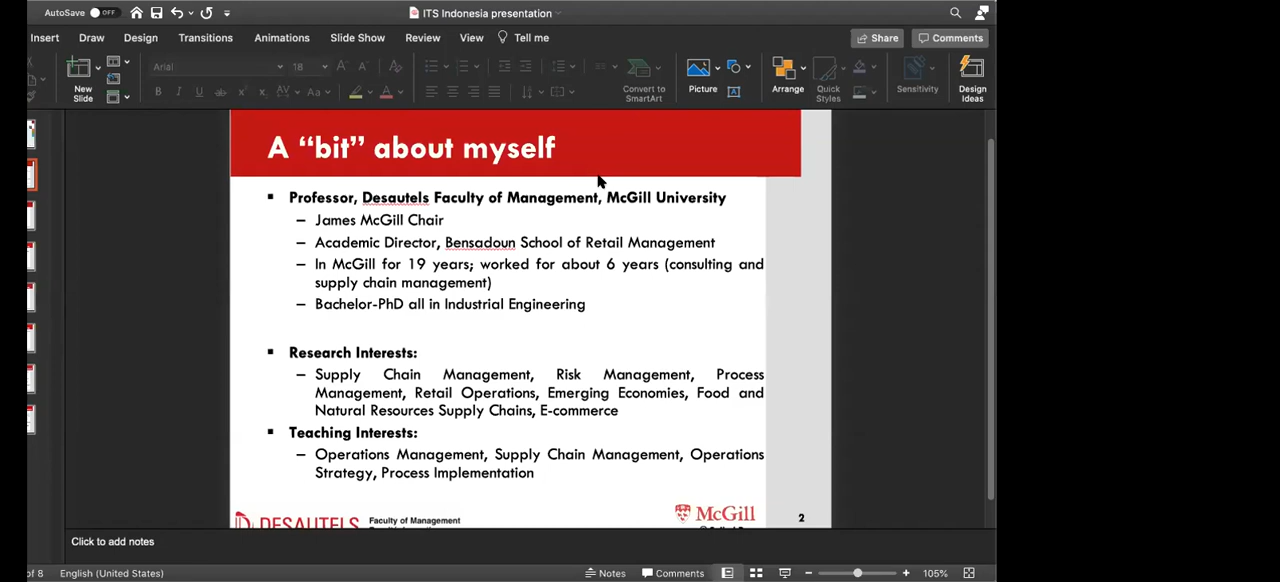 AutoSave OFF ITS Indonesia presentation
Insert Draw Design Transitions Animations Slide Show Review View Tell me Share Comments
Arial 18
New Slide
Convert to SmartArt
Picture
Arrange
Quick Styles
Sensitivity
Design Ideas
A “bit” about myself
▪ Professor, Desautels Faculty of Management, McGill University
– James McGill Chair
– Academic Director, Bensadoun School of Retail Management
– In McGill for 19 years; worked for about 6 years (consulting and
supply chain management)
– Bachelor-PhD all in Industrial Engineering
▪ Research Interests:
– Supply Chain Management, Risk Management, Process
Management, Retail Operations, Emerging Economies, Food and
Natural Resources Supply Chains, E-commerce
▪ Teaching Interests:
– Operations Management, Supply Chain Management, Operations
Strategy, Process Implementation
DESAUTELS Faculty of Management McGill 2
Click to add notes
of 8 English (United States) Notes Comments 105%